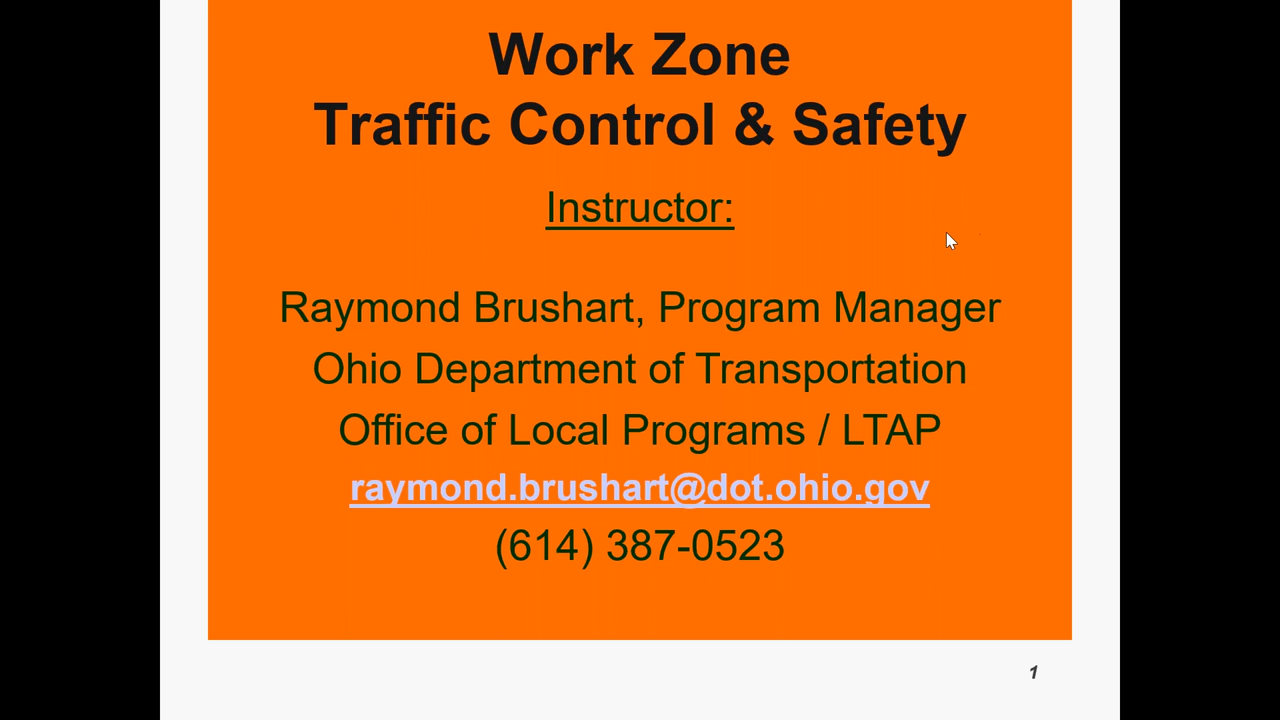 Work Zone
Traffic Control & Safety
Instructor:
Raymond Brushart, Program Manager
Ohio Department of Transportation
Office of Local Programs / LTAP
raymond.brushart@dot.ohio.gov
(614) 387-0523
1